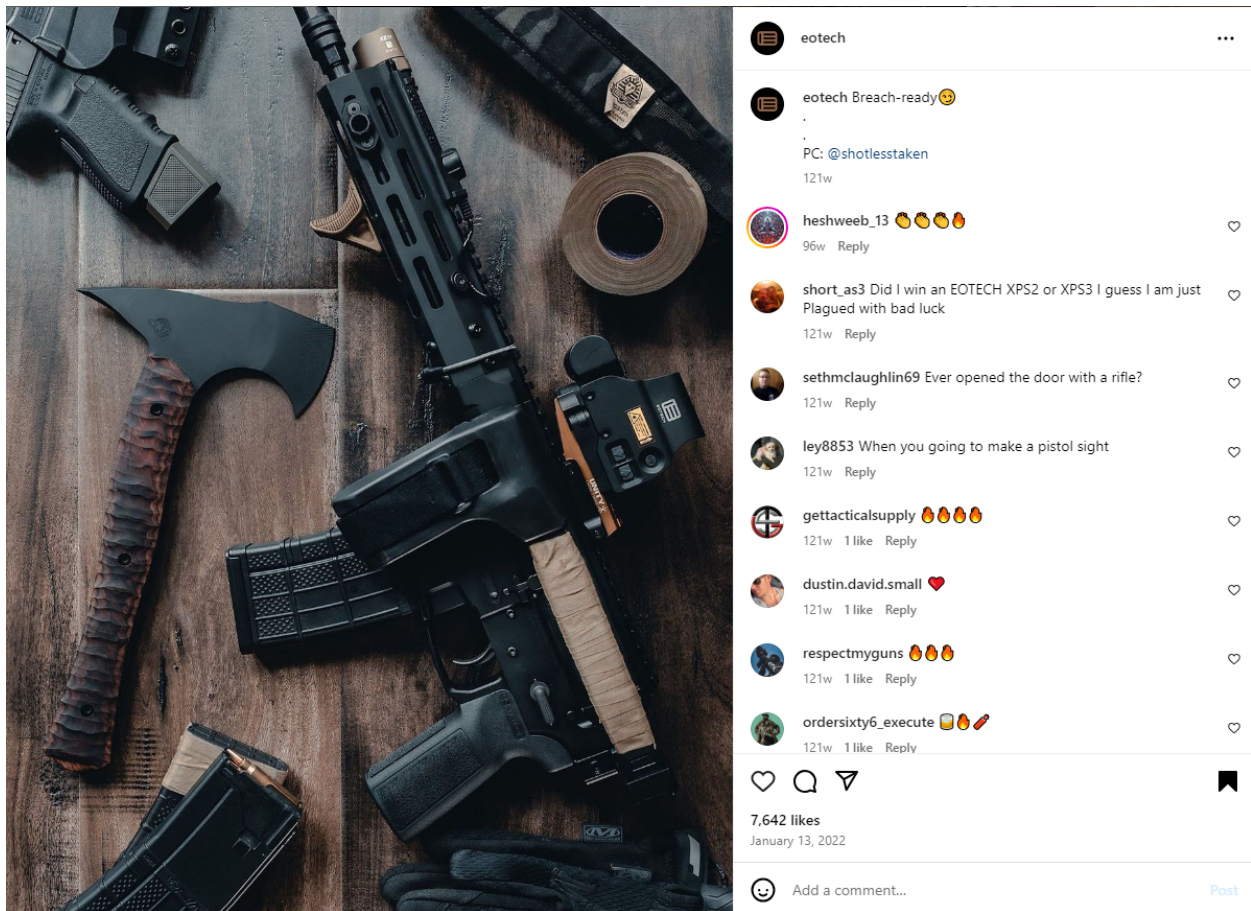 UNITY
eotech
eotech Breach-ready😏
.
.
PC: @shotlesstaken
121w
heshweeb_13 👏👏👏🔥
96w Reply
short_as3 Did I win an EOTECH XPS2 or XPS3 I guess I am just
Plagued with bad luck
121w Reply
sethmclaughlin69 Ever opened the door with a rifle?
121w Reply
ley8853 When you going to make a pistol sight
121w Reply
gettacticalsupply 🔥🔥🔥🔥
121w 1 like Reply
dustin.david.small ❤️
121w 1 like Reply
respectmyguns 🔥🔥🔥
121w 1 like Reply
ordersixty6_execute 🥃🔥🧨
121w 1 like Reply
7,642 likes
January 13, 2022
Add a comment...
Post